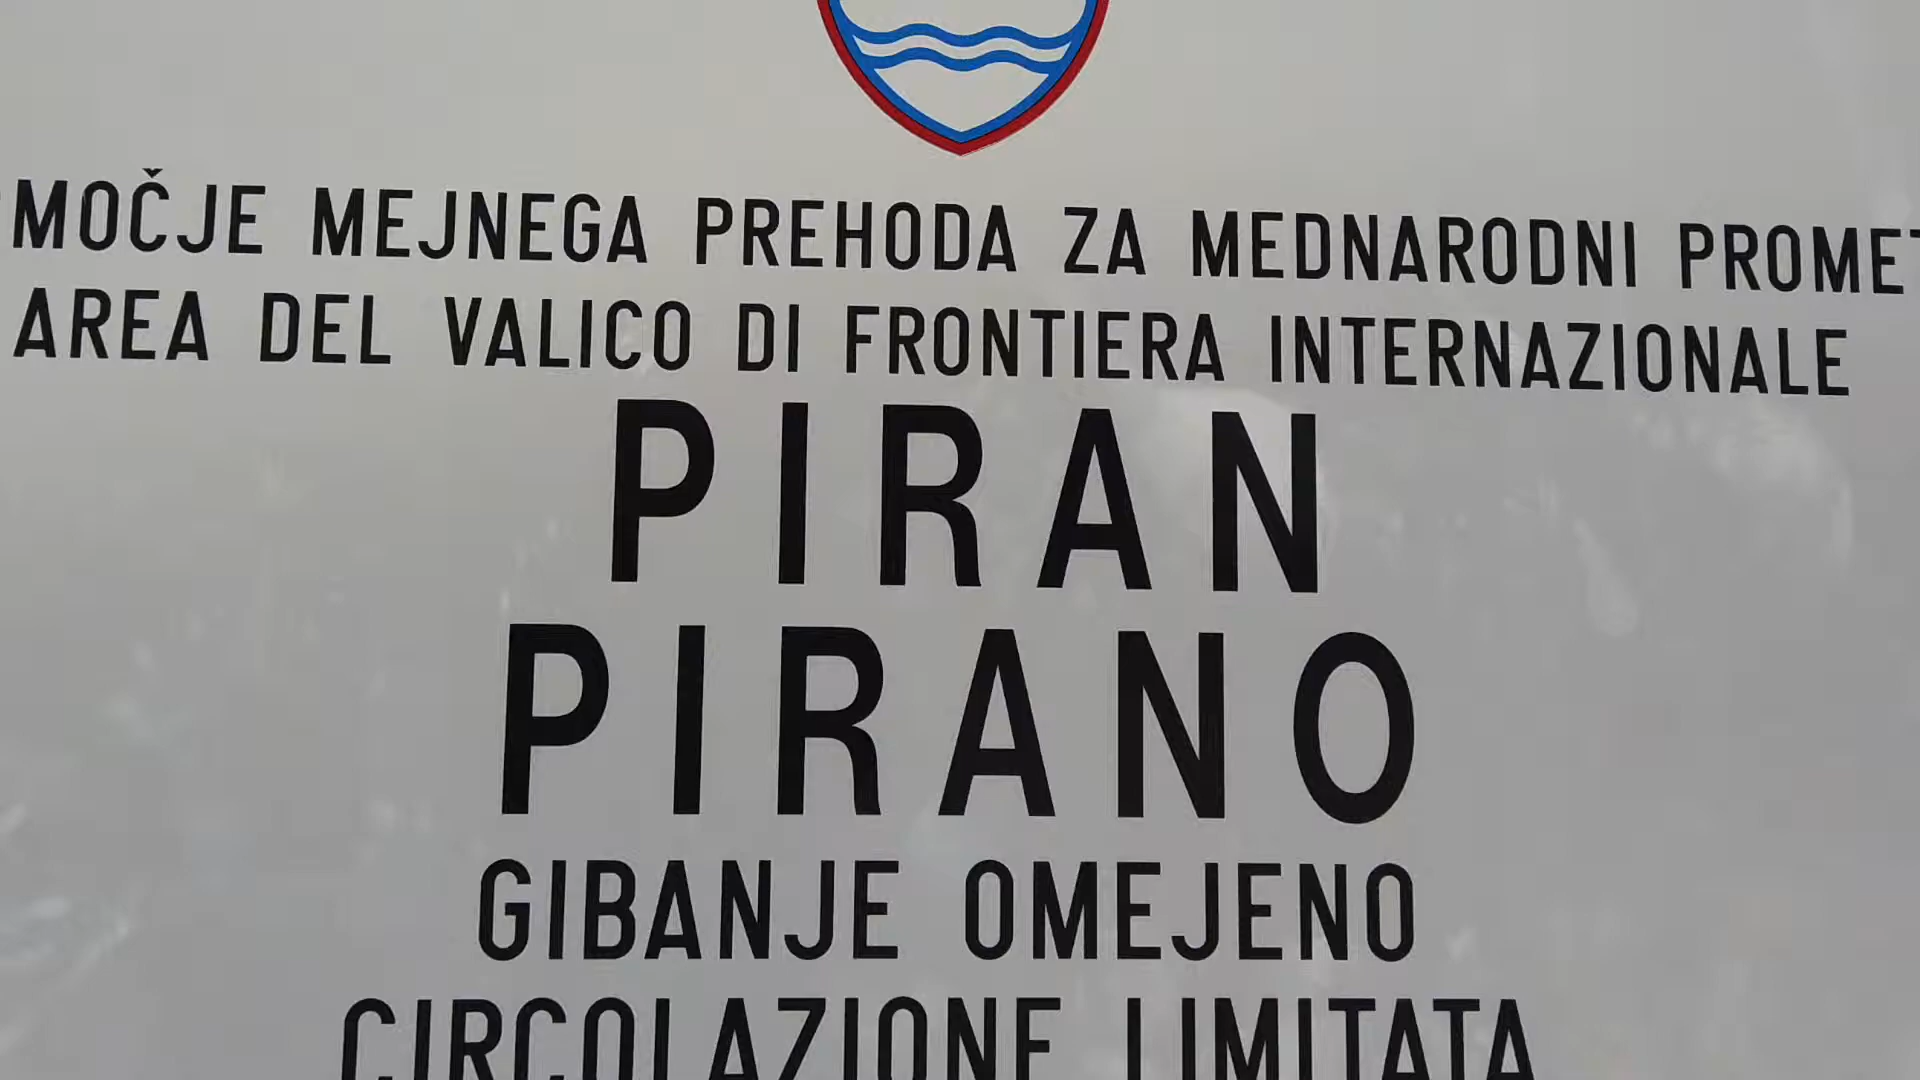 MOČJE MEJNEGA PREHODA ZA MEDNARODNI PROMET
AREA DEL VALICO DI FRONTIERA INTERNAZIONALE
PIRAN
PIRANO
GIBANJE OMEJENO
CIRCOLAZIONE LIMITATA